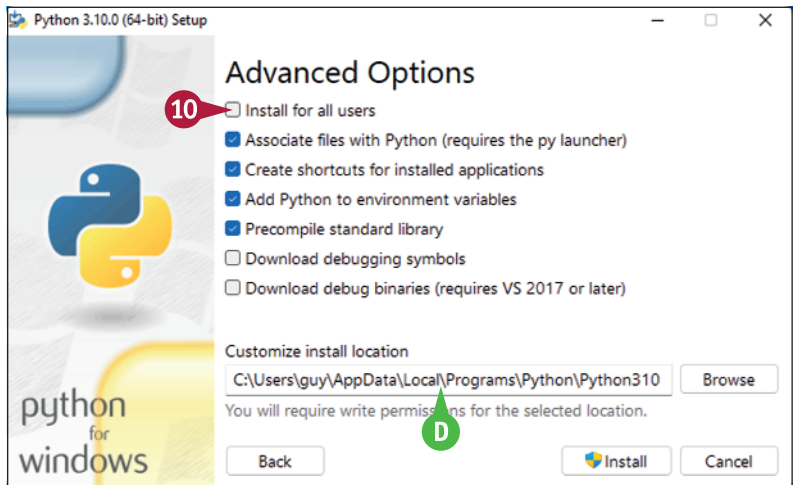 Python 3.10.0 (64-bit) Setup
Advanced Options
10
Install for all users
Associate files with Python (requires the py launcher)
Create shortcuts for installed applications
Add Python to environment variables
Precompile standard library
Download debugging symbols
Download debug binaries (requires VS 2017 or later)
Customize install location
C:\Users\guy\AppData\Local\Programs\Python\Python310 Browse
You will require write permissions for the selected location.
D
python
for
windows
Back Install Cancel